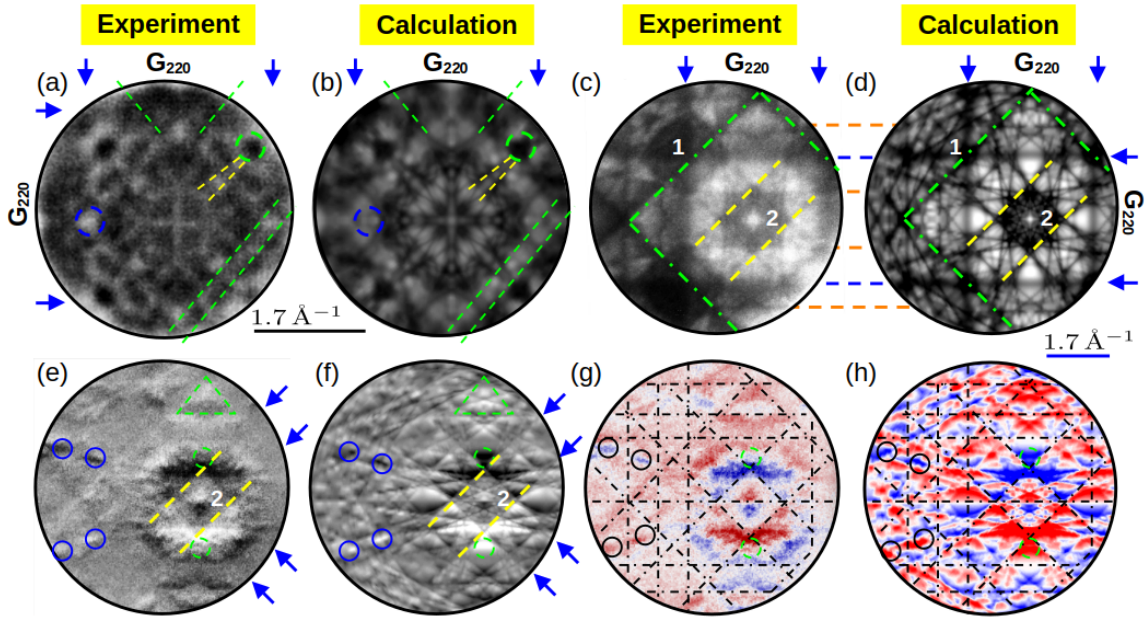 Experiment
Calculation
Experiment
Calculation
(a)
G220
(b)
G220
(c)
G220
(d)
G220
G220
1
2
1
2
G220
1.7 Å−1
1.7 Å−1
(e)
2
(f)
2
(g)
(h)